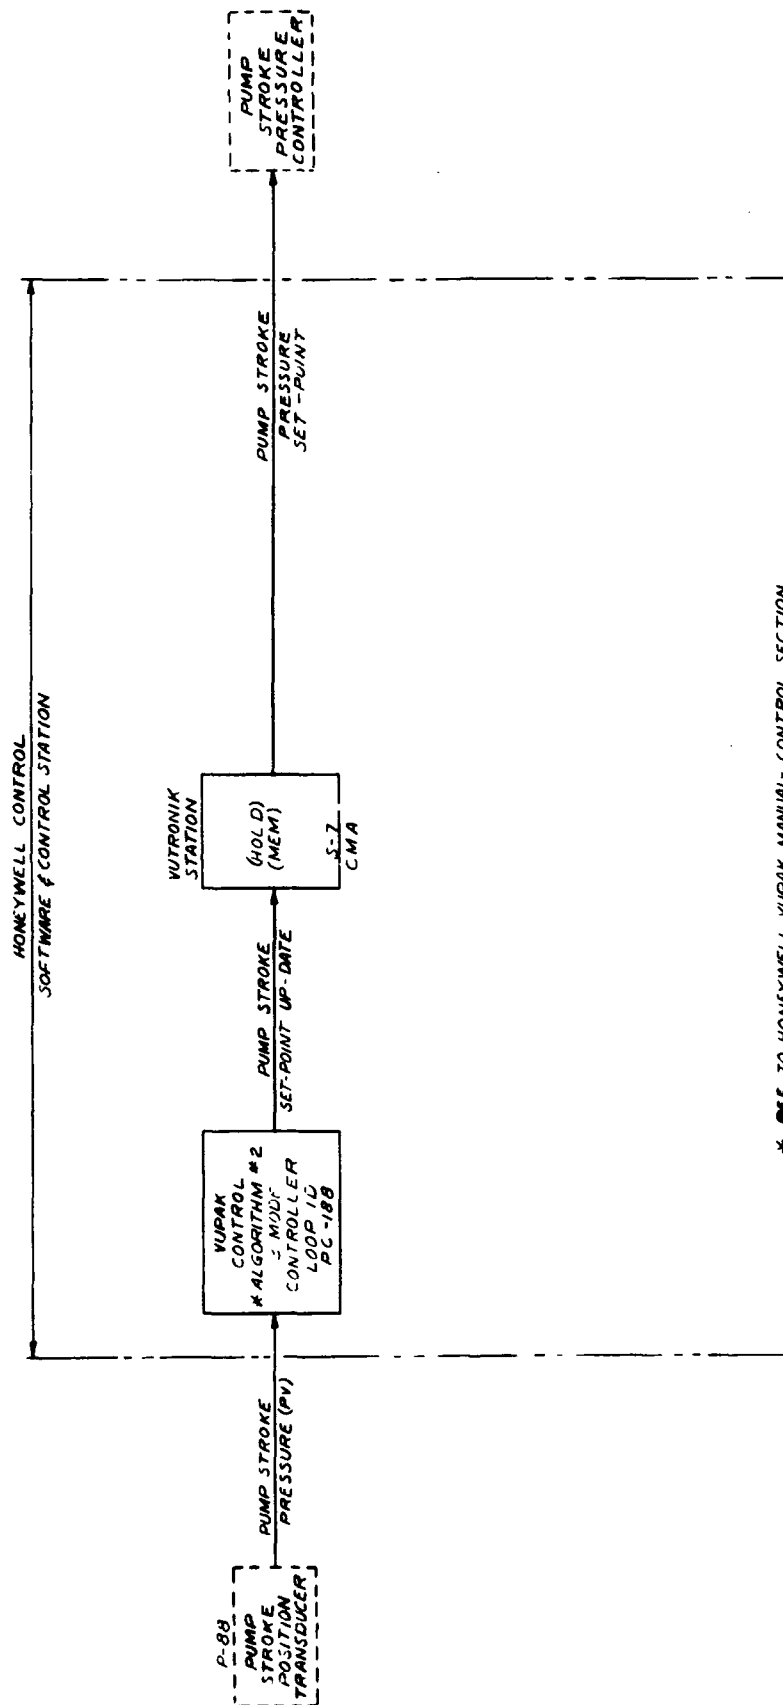 HONEYWELL CONTROL
SOFTWARE & CONTROL STATION
P-88
PUMP
STROKE
POSITION
TRANSDUCER
PUMP STROKE
PRESSURE (PV)
VUPAK
CONTROL
* ALGORITHM #2
MODE
CONTROLLER
LOOP ID
PC-188
PUMP STROKE
SET-POINT UP-DATE
VUTRONIK
STATION
(HOLD)
(MEM)
S-7
CMA
PUMP STROKE
PRESSURE
SET-POINT
PUMP
STROKE
PRESSURE
CONTROLLER
* TO HONEYWELL VUPAK MANUAL- CONTROL SECTION